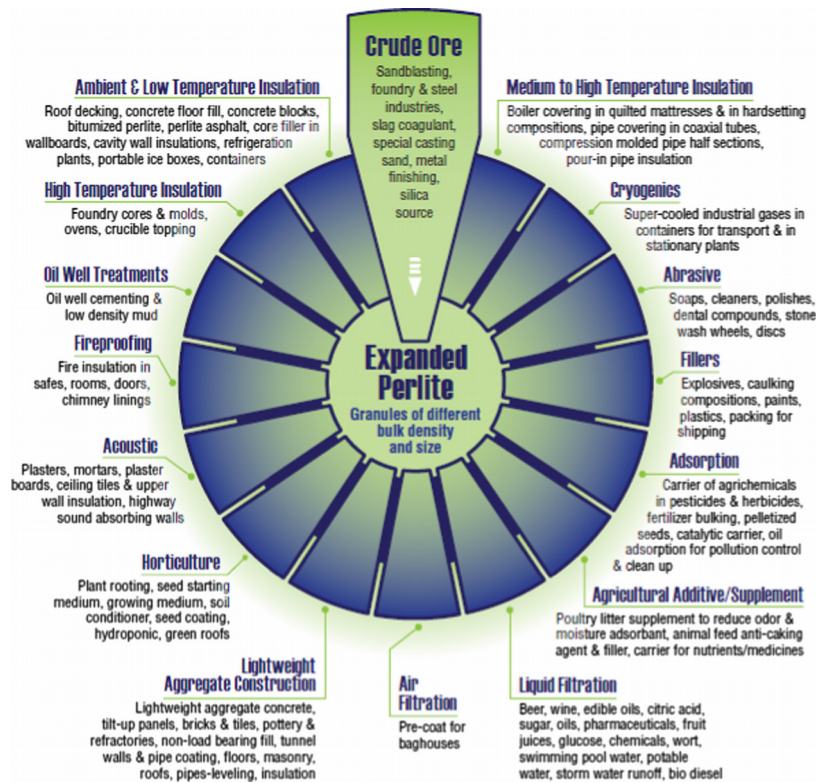 Crude Ore
Sandblasting,
foundry & steel
industries,
slag coagulant,
special casting
sand, metal
finishing,
silica
source
Expanded
Perlite
Granules of different
bulk density
and size
Ambient & Low Temperature Insulation
Roof decking, concrete floor fill, concrete blocks,
bitumized perlite, perlite asphalt, core filler in
wallboards, cavity wall insulations, refrigeration
plants, portable ice boxes, containers
High Temperature Insulation
Foundry cores & molds,
ovens, crucible topping
Oil Well Treatments
Oil well cementing &
low density mud
Fireproofing
Fire insulation in
safes, rooms, doors,
chimney linings
Acoustic
Plasters, mortars, plaster
boards, ceiling tiles & upper
wall insulation, highway
sound absorbing walls
Horticulture
Plant rooting, seed starting
medium, growing medium, soil
conditioner, seed coating,
hydroponic, green roofs
Lightweight
Aggregate Construction
Lightweight aggregate concrete,
tilt-up panels, bricks & tiles, pottery &
refractories, non-load bearing fill, tunnel
walls & pipe coating, floors, masonry,
roofs, pipes-leveling, insulation
Air
Filtration
Pre-coat for
baghouses
Liquid Filtration
Beer, wine, edible oils, citric acid,
sugar, oils, pharmaceuticals, fruit
juices, glucose, chemicals, wort,
swimming pool water, potable
water, storm water runoff, bio diesel
Agricultural Additive/Supplement
Poultry litter supplement to reduce odor &
moisture adsorbant, animal feed anti-caking
agent & filler, carrier for nutrients/medicines
Adsorption
Carrier of agrichemicals
in pesticides & herbicides,
fertilizer bulking, pelletized
seeds, catalytic carrier, oil
adsorption for pollution control
& clean up
Fillers
Explosives, caulking
compositions, paints,
plastics, packing for
shipping
Abrasive
Soaps, cleaners, polishes,
dental compounds, stone
wash wheels, discs
Cryogenics
Super-cooled industrial gases in
containers for transport & in
stationary plants
Medium to High Temperature Insulation
Boiler covering in quilted mattresses & in hardsetting
compositions, pipe covering in coaxial tubes,
compression molded pipe half sections,
pour-in pipe insulation